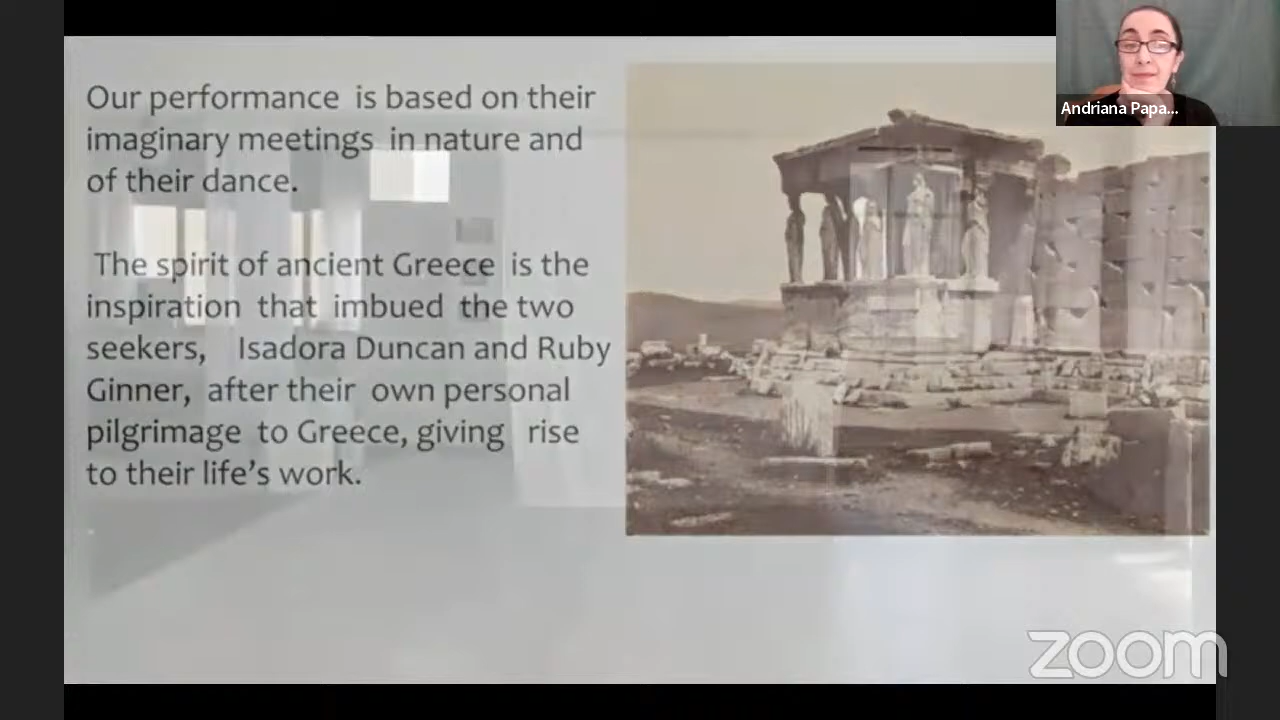 Our performance is based on their
imaginary meetings in nature and
of their dance.
The spirit of ancient Greece is the
inspiration that imbued the two
seekers, Isadora Duncan and Ruby
Ginner, after their own personal
pilgrimage to Greece, giving rise
to their life’s work.
Andriana Papa...
zoom